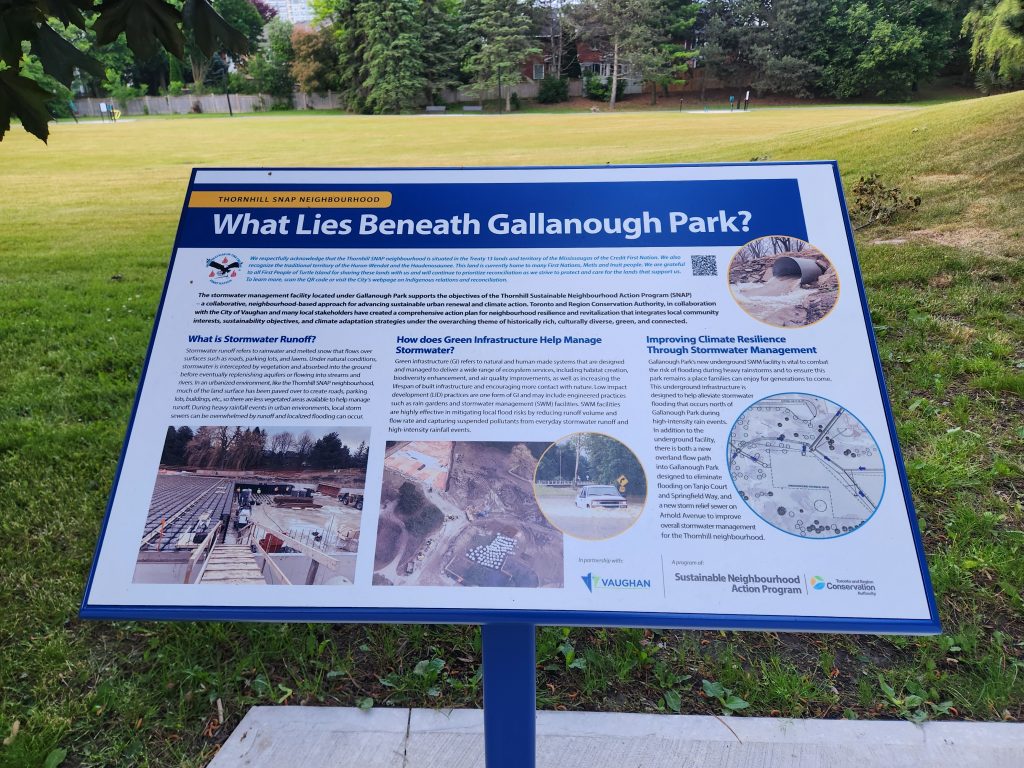 THORNHILL SNAP NEIGHBOURHOOD
What Lies Beneath Gallanough Park?
We respectfully acknowledge that the Thornhill SNAP neighbourhood is situated in the Treaty 13 lands and territory of the Mississaugas of the Credit First Nation. We also
recognize the traditional territory of the Huron-Wendat and the Haudenosaunee. This land is currently home to many First Nations, Métis and Inuit people. We are grateful
to all First People of Turtle Island for sharing these lands with us and will continue to prioritize reconciliation as we strive to protect and care for the lands that support us.
To learn more, scan the QR code or visit the City's webpage on Indigenous relations and reconciliation.
The stormwater management facility located under Gallanough Park supports the objectives of the Thornhill Sustainable Neighbourhood Action Program (SNAP)
– a collaborative, neighbourhood-based approach for advancing sustainable urban renewal and climate action. Toronto and Region Conservation Authority, in collaboration
with the City of Vaughan and many local stakeholders have created a comprehensive action plan for neighbourhood resilience and revitalization that integrates local community
interests, sustainability objectives, and climate adaptation strategies under the overarching theme of historically rich, culturally diverse, green, and connected.
What is Stormwater Runoff?
Stormwater runoff refers to rainwater and melted snow that flows over
surfaces such as roads, parking lots, and lawns. Under natural conditions,
stormwater is intercepted by vegetation and absorbed into the ground
before eventually replenishing aquifers or flowing into streams and
rivers. In an urbanized environment, like the Thornhill SNAP neighbourhood,
much of the land surface has been paved over to create roads, parking
lots, buildings, etc., so there are less vegetated areas available to help manage
runoff. During heavy rainfall events in urban environments, local storm
sewers can be overwhelmed by runoff and localized flooding can occur.
How does Green Infrastructure Help Manage
Stormwater?
Green infrastructure (GI) refers to natural and human made systems that are designed
and managed to deliver a wide range of ecosystem services, including habitat creation,
biodiversity enhancement, and air quality improvements, as well as increasing the
lifespan of built infrastructure and encouraging more contact with nature. Low impact
development (LID) practices are one form of GI and may include engineered practices
such as rain gardens and stormwater management (SWM) facilities. SWM facilities
are highly effective in mitigating local flood risks by reducing runoff volume and
flow rate and capturing suspended pollutants from everyday stormwater runoff and
high-intensity rainfall events.
Improving Climate Resilience
Through Stormwater Management
Gallanough Park's new underground SWM facility is vital to combat
the risk of flooding during heavy rainstorms and to ensure this
park remains a place families can enjoy for generations to come.
This underground infrastructure is
designed to help alleviate stormwater
flooding that occurs north of
Gallanough Park during
high-intensity rain events.
In addition to the
underground facility,
there is both a new
overland flow path
into Gallanough Park
designed to eliminate
flooding on Tanjo Court
and Springfield Way, and
a new storm relief sewer on
Arnold Avenue to improve
overall stormwater management
for the Thornhill neighbourhood.
In partnership with:
VAUGHAN
A program of:
Sustainable Neighbourhood
Action Program
Toronto and Region
Conservation
Authority